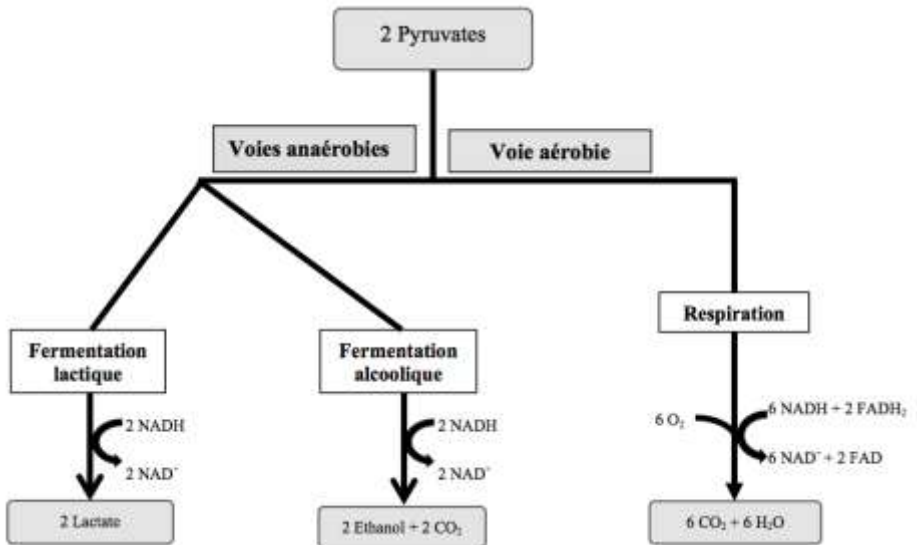 2 Pyruvates
Voies anaérobies
Voie aérobie
Respiration
Fermentation
lactique
Fermentation
alcoolique
2 NADH
2 NAD⁺
2 NADH
2 NAD⁺
6 O₂
6 NADH + 2 FADH₂
6 NAD⁺ + 2 FAD
2 Lactate
2 Ethanol + 2 CO₂
6 CO₂ + 6 H₂O